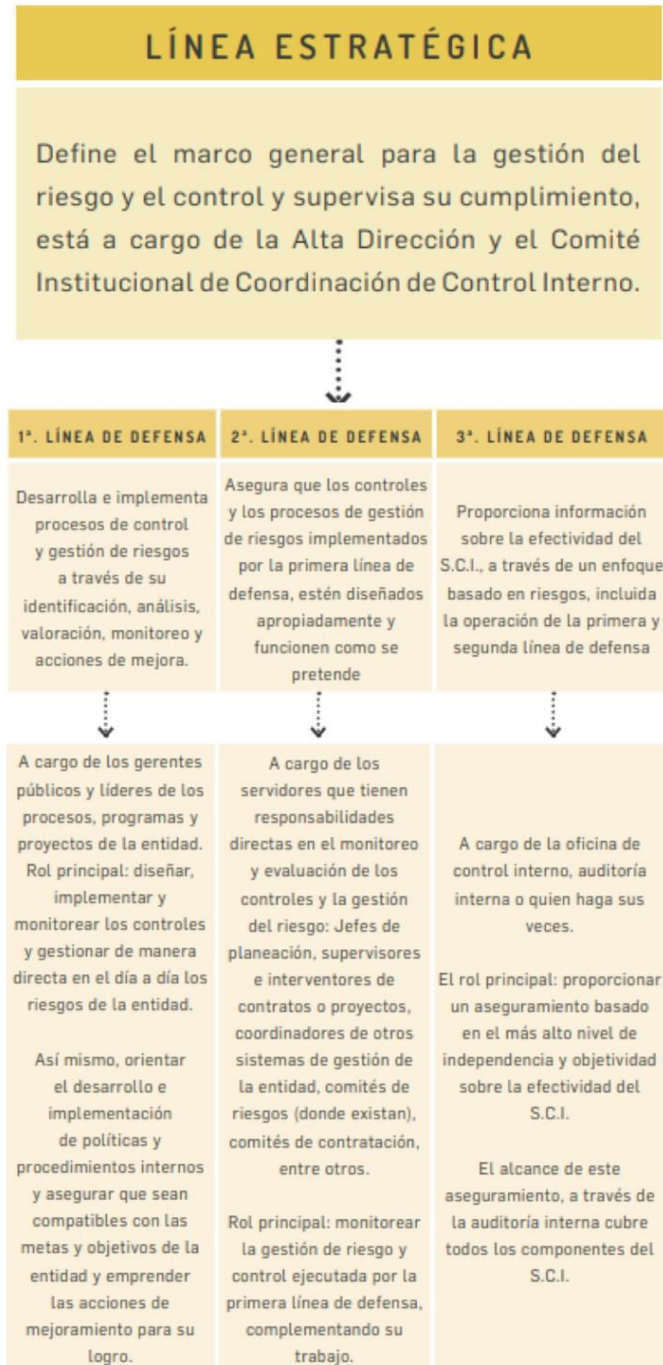 LÍNEA ESTRATÉGICA
Define el marco general para la gestión del
riesgo y el control y supervisa su cumplimiento,
está a cargo de la Alta Dirección y el Comité
Institucional de Coordinación de Control Interno.
1ª. LÍNEA DE DEFENSA
Desarrolla e implementa
procesos de control
y gestión de riesgos
a través de su
identificación, análisis,
valoración, monitoreo y
acciones de mejora.
A cargo de los gerentes
públicos y líderes de los
procesos, programas y
proyectos de la entidad.
Rol principal: diseñar,
implementar y
monitorear los controles
y gestionar de manera
directa en el día a día los
riesgos de la entidad.
Así mismo, orientar
el desarrollo e
implementación
de políticas y
procedimientos internos
y asegurar que sean
compatibles con las
metas y objetivos de la
entidad y emprender
las acciones de
mejoramiento para su
logro.
2ª. LÍNEA DE DEFENSA
Asegura que los controles
y los procesos de gestión
de riesgos implementados
por la primera línea de
defensa, estén diseñados
apropiadamente y
funcionen como se
pretende
A cargo de los
servidores que tienen
responsabilidades
directas en el monitoreo
y evaluación de los
controles y la gestión
del riesgo: Jefes de
planeación, supervisores
e interventores de
contratos o proyectos,
coordinadores de otros
sistemas de gestión de
la entidad, comités de
riesgos (donde existan),
comités de contratación,
entre otros.
Rol principal: monitorear
la gestión de riesgo y
control ejecutada por la
primera línea de defensa,
complementando su
trabajo.
3ª. LÍNEA DE DEFENSA
Proporciona información
sobre la efectividad del
S.C.I., a través de un enfoque
basado en riesgos, incluida
la operación de la primera y
segunda línea de defensa
A cargo de la oficina de
control interno, auditoría
interna o quien haga sus
veces.
El rol principal: proporcionar
un aseguramiento basado
en el más alto nivel de
independencia y objetividad
sobre la efectividad del
S.C.I.
El alcance de este
aseguramiento, a través de
la auditoría interna cubre
todos los componentes del
S.C.I.